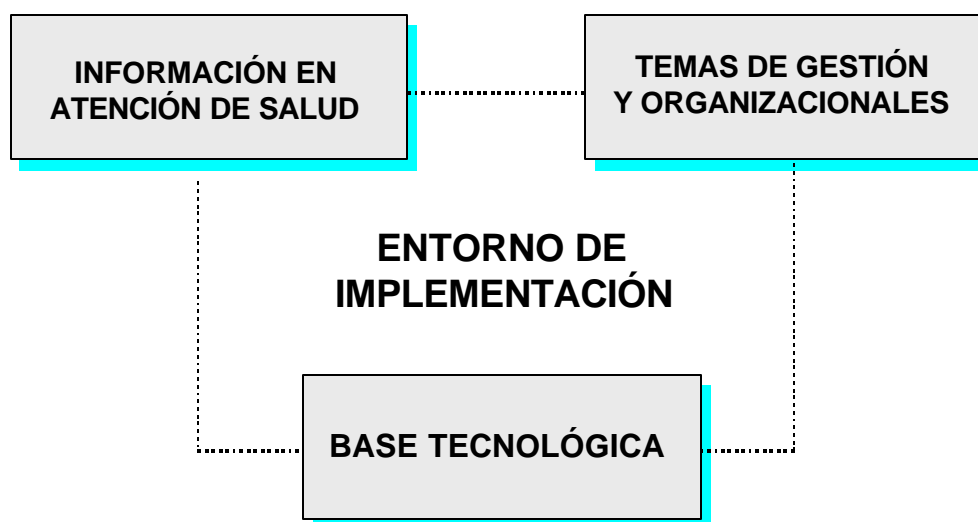 INFORMACIÓN EN
ATENCIÓN DE SALUD
TEMAS DE GESTIÓN
Y ORGANIZACIONALES
ENTORNO DE
IMPLEMENTACIÓN
BASE TECNOLÓGICA